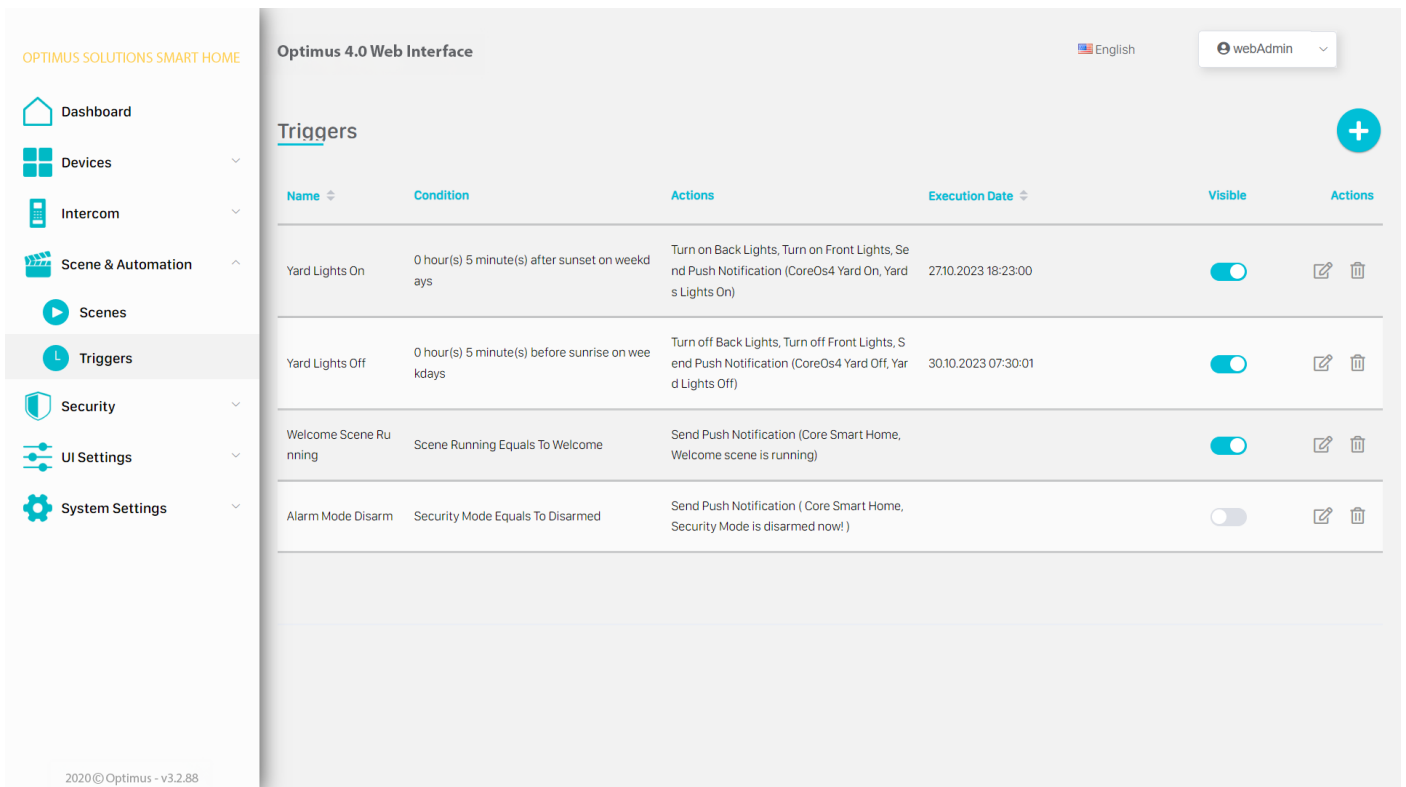 OPTIMUS SOLUTIONS SMART HOME
Dashboard
Devices
Intercom
Scene & Automation
Scenes
Triggers
Security
UI Settings
System Settings
2020 © Optimus - v3.2.88
Optimus 4.0 Web Interface
English
webAdmin
Triggers
Name
Condition
Actions
Execution Date
Visible
Actions
Yard Lights On
0 hour(s) 5 minute(s) after sunset on weekd
ays
Turn on Back Lights, Turn on Front Lights, Se
nd Push Notification (CoreOs4 Yard On, Yard
s Lights On)
27.10.2023 18:23:00
Yard Lights Off
0 hour(s) 5 minute(s) before sunrise on wee
kdays
Turn off Back Lights, Turn off Front Lights, S
end Push Notification (CoreOs4 Yard Off, Yar
d Lights Off)
30.10.2023 07:30:01
Welcome Scene Ru
nning
Scene Running Equals To Welcome
Send Push Notification (Core Smart Home,
Welcome scene is running)
Alarm Mode Disarm
Security Mode Equals To Disarmed
Send Push Notification ( Core Smart Home,
Security Mode is disarmed now! )